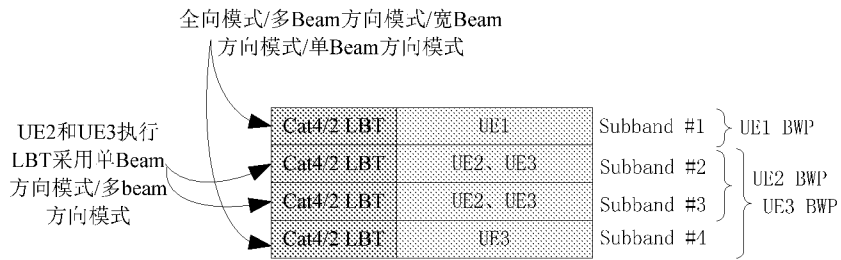 全向模式/多Beam方向模式/宽Beam
方向模式/单Beam方向模式
UE2和UE3执行
LBT采用单Beam
方向模式/多beam
方向模式
Cat4/2 LBT UE1 Subband #1 UE1 BWP
Cat4/2 LBT UE2、UE3 Subband #2
UE2 BWP
Cat4/2 LBT UE2、UE3 Subband #3
UE3 BWP
Cat4/2 LBT UE3 Subband #4